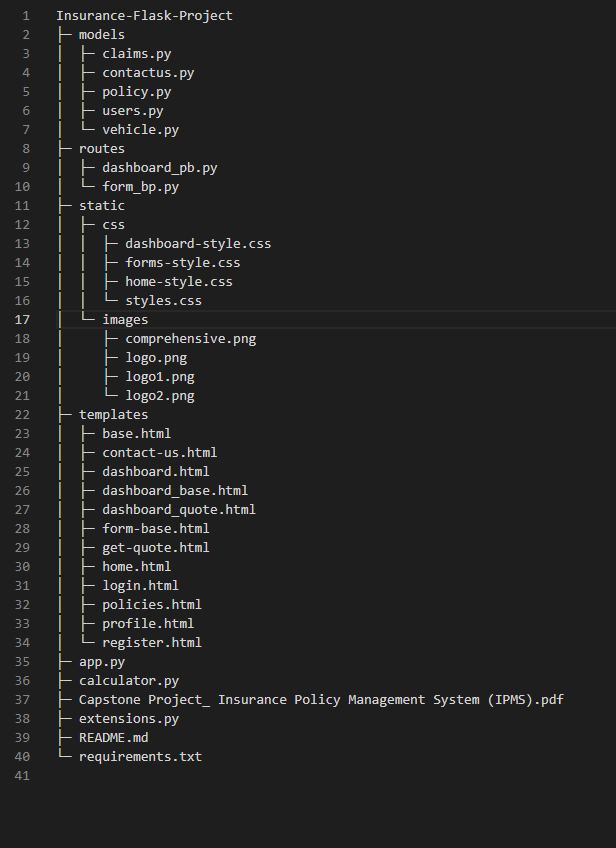 1 Insurance-Flask-Project
2 ├─ models
3 │  ├─ claims.py
4 │  ├─ contactus.py
5 │  ├─ policy.py
6 │  ├─ users.py
7 │  └─ vehicle.py
8 ├─ routes
9 │  ├─ dashboard_pb.py
10 │  └─ form_bp.py
11 ├─ static
12 │  ├─ css
13 │  │  ├─ dashboard-style.css
14 │  │  ├─ forms-style.css
15 │  │  ├─ home-style.css
16 │  │  └─ styles.css
17 │  └─ images
18 │     ├─ comprehensive.png
19 │     ├─ logo.png
20 │     ├─ logo1.png
21 │     └─ logo2.png
22 ├─ templates
23 │  ├─ base.html
24 │  ├─ contact-us.html
25 │  ├─ dashboard.html
26 │  ├─ dashboard_base.html
27 │  ├─ dashboard_quote.html
28 │  ├─ form-base.html
29 │  ├─ get-quote.html
30 │  ├─ home.html
31 │  ├─ login.html
32 │  ├─ policies.html
33 │  ├─ profile.html
34 │  └─ register.html
35 ├─ app.py
36 ├─ calculator.py
37 ├─ Capstone Project_ Insurance Policy Management System (IPMS).pdf
38 ├─ extensions.py
39 ├─ README.md
40 └─ requirements.txt
41